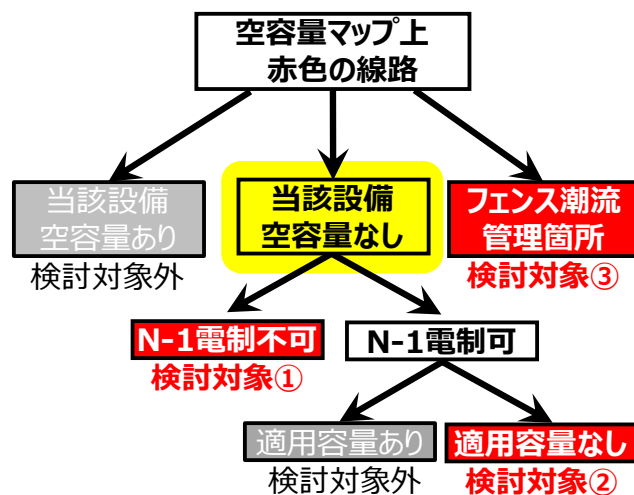 空容量マップ上
赤色の線路
当該設備
空容量あり
検討対象外
当該設備
空容量なし
フェンス潮流
管理箇所
検討対象③
N-1電制不可
検討対象①
N-1電制可
適用容量あり
検討対象外
適用容量なし
検討対象②